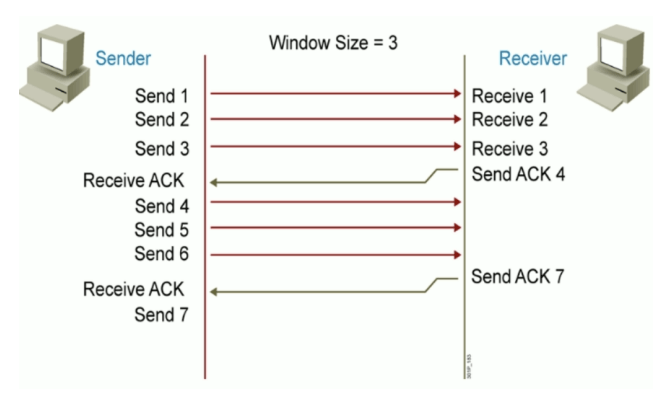 Window Size = 3
Sender
Receiver
Send 1
Receive 1
Send 2
Receive 2
Send 3
Receive 3
Send ACK 4
Receive ACK
Send 4
Send 5
Send 6
Send ACK 7
Receive ACK
Send 7